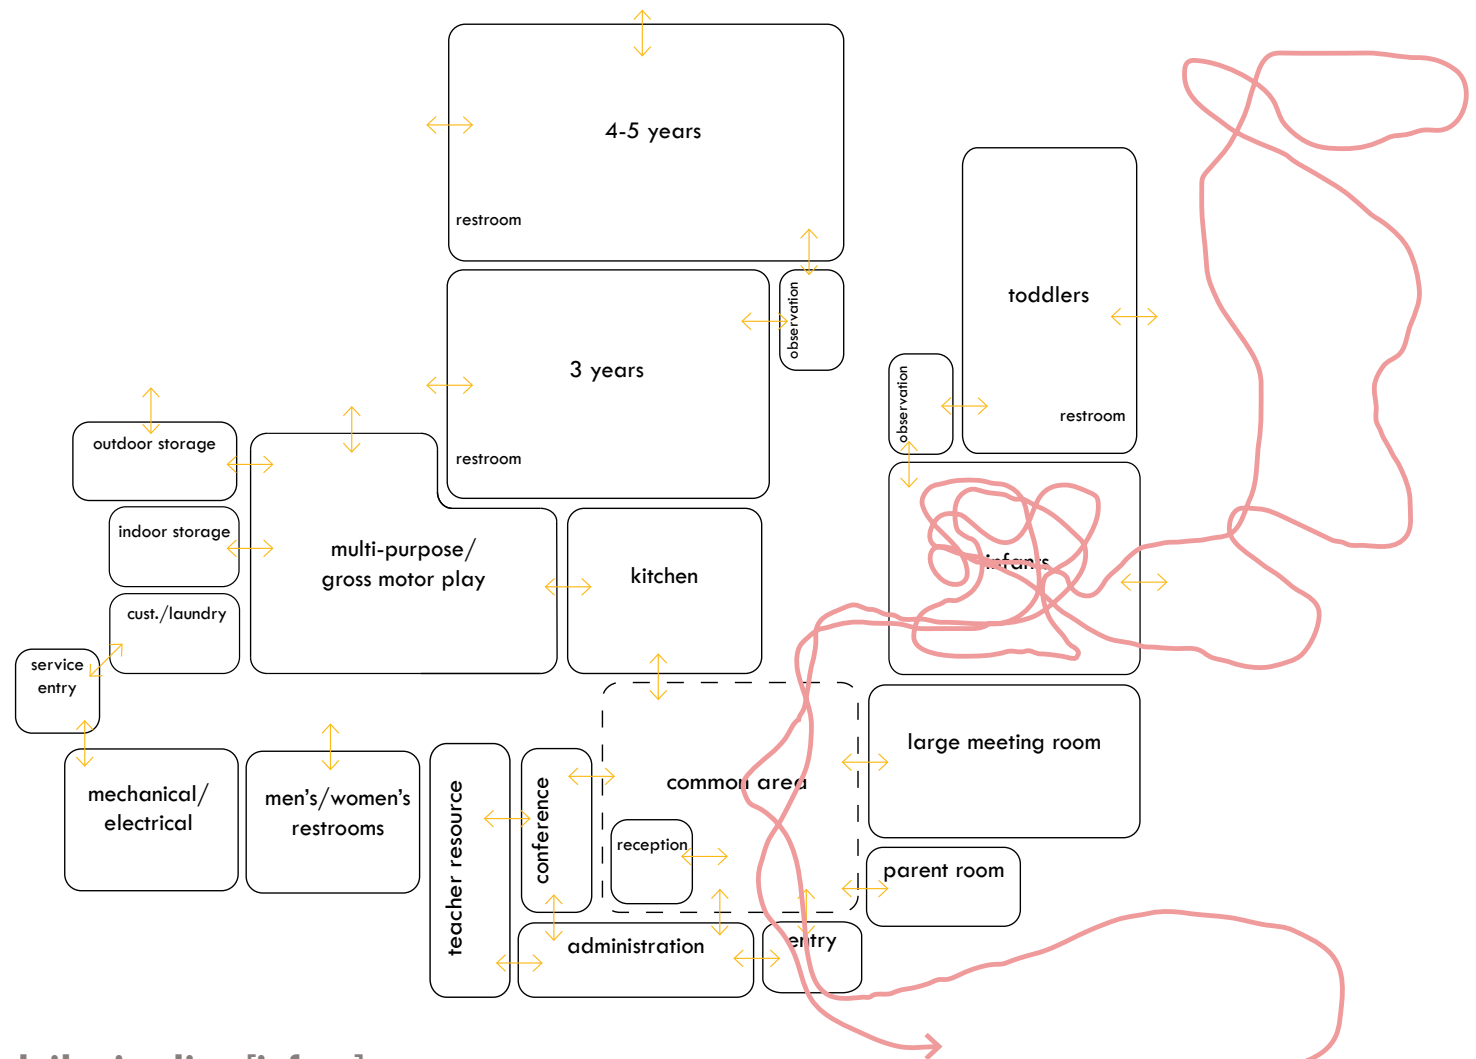 4-5 years
restroom
toddlers
observation
3 years
observation
restroom
outdoor storage
restroom
indoor storage
multi-purpose/
gross motor play
infants
kitchen
cust./laundry
service
entry
large meeting room
common area
mechanical/
electrical
men's/women's
restrooms
teacher resource
conference
reception
parent room
administration
entry